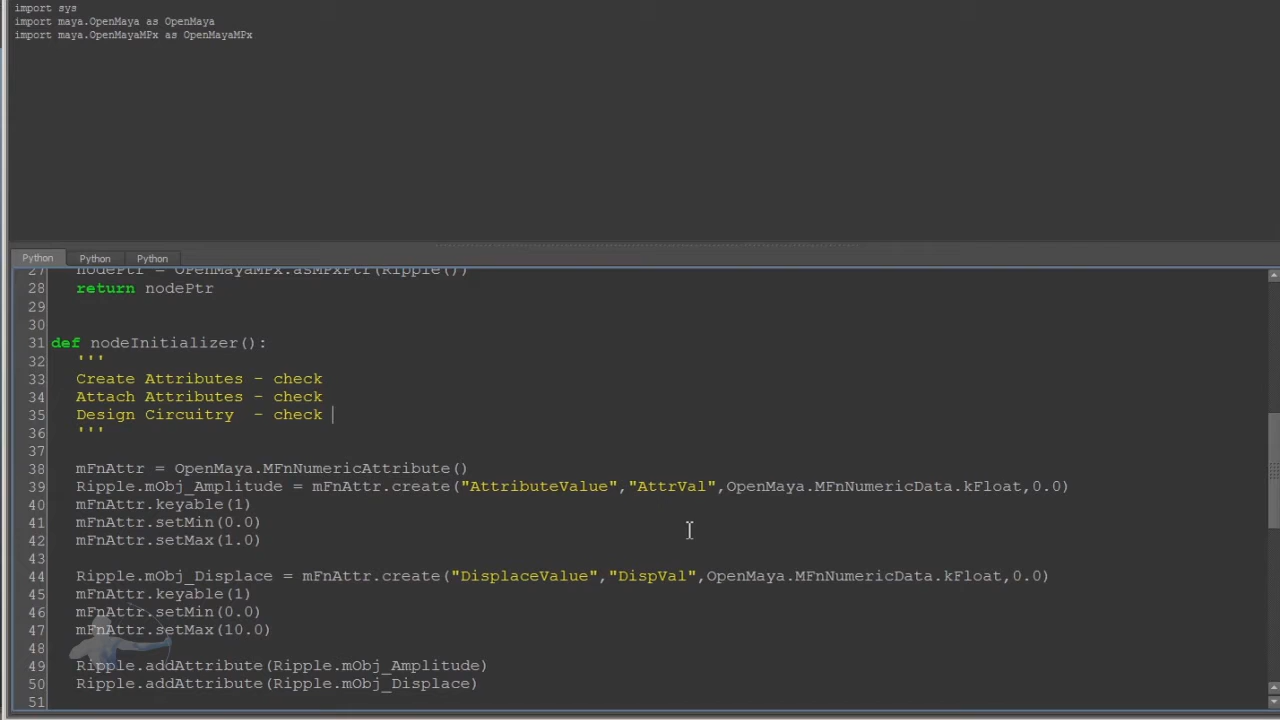 import sys
import maya.OpenMaya as OpenMaya
import maya.OpenMayaMPx as OpenMayaMPx
Python Python Python
27 nodePtr = OpenMayaMPx.asMPxPtr(Ripple())
28 return nodePtr
29
30
31 def nodeInitializer():
32 '''
33 Create Attributes - check
34 Attach Attributes - check
35 Design Circuitry  - check
36 '''
37
38 mFnAttr = OpenMaya.MFnNumericAttribute()
39 Ripple.mObj_Amplitude = mFnAttr.create("AttributeValue","AttrVal",OpenMaya.MFnNumericData.kFloat,0.0)
40 mFnAttr.keyable(1)
41 mFnAttr.setMin(0.0)
42 mFnAttr.setMax(1.0)
43
44 Ripple.mObj_Displace = mFnAttr.create("DisplaceValue","DispVal",OpenMaya.MFnNumericData.kFloat,0.0)
45 mFnAttr.keyable(1)
46 mFnAttr.setMin(0.0)
47 mFnAttr.setMax(10.0)
48
49 Ripple.addAttribute(Ripple.mObj_Amplitude)
50 Ripple.addAttribute(Ripple.mObj_Displace)
51